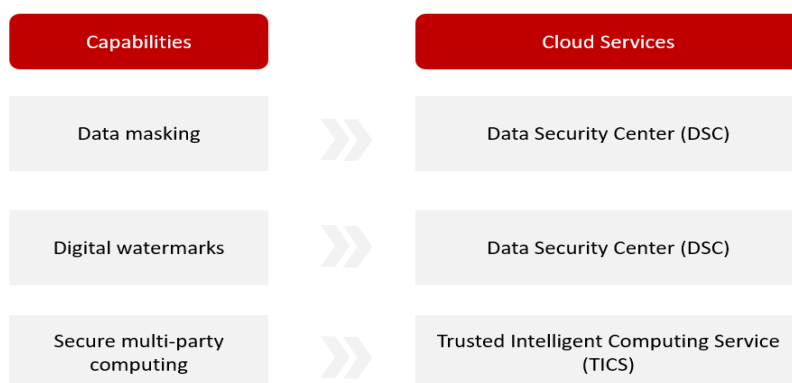 Capabilities
Cloud Services
Data masking
Data Security Center (DSC)
Digital watermarks
Data Security Center (DSC)
Secure multi-party
computing
Trusted Intelligent Computing Service
(TICS)